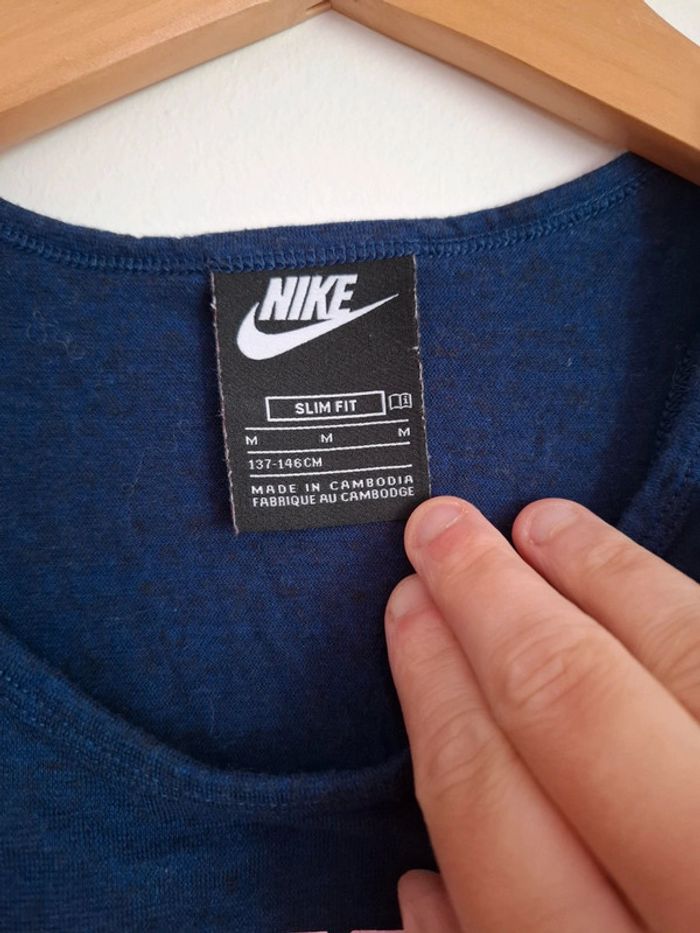 NIKE
SLIM FIT
M M M
137-146CM
MADE IN CAMBODIA
FABRIQUE AU CAMBODGE